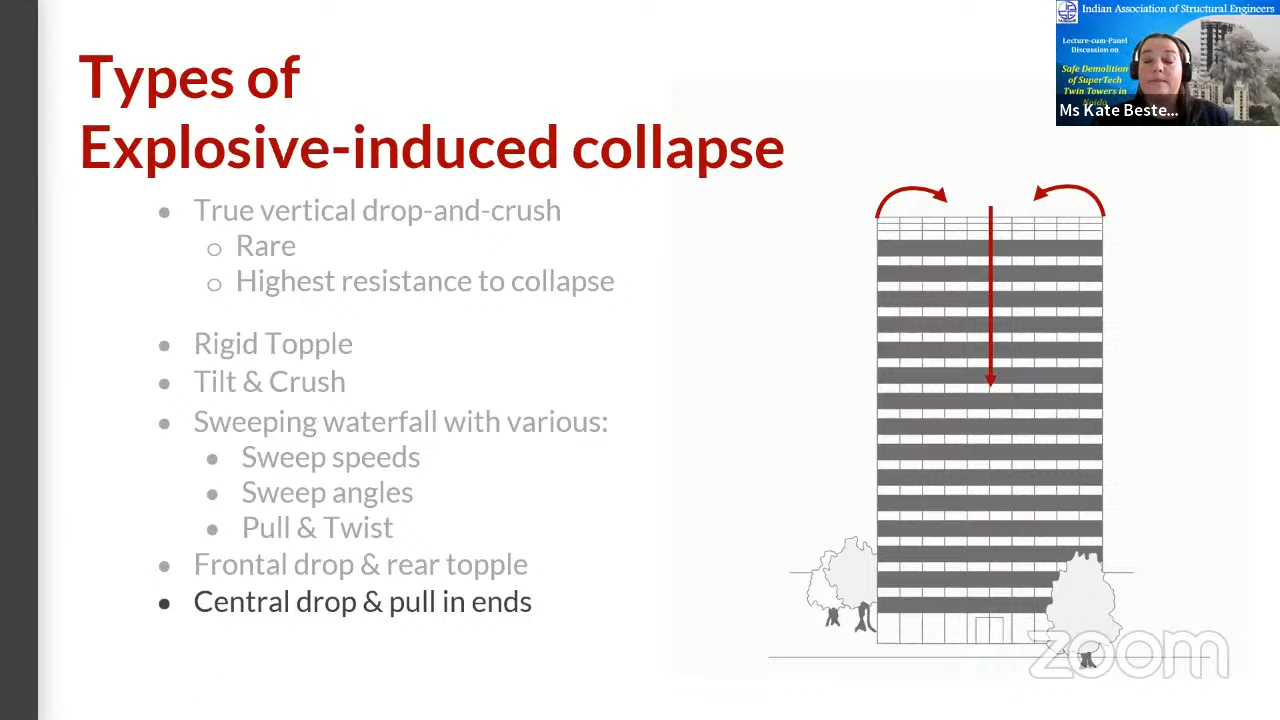 Types of
Explosive-induced collapse
● True vertical drop-and-crush
o Rare
o Highest resistance to collapse
● Rigid Topple
● Tilt & Crush
● Sweeping waterfall with various:
● Sweep speeds
● Sweep angles
● Pull & Twist
● Frontal drop & rear topple
● Central drop & pull in ends
Indian Association of Structural Engineers
Lecture-cum-Panel
Discussion on
Safe Demolition
of SuperTech
Twin Towers in
Noida
Ms Kate Beste...
zoom